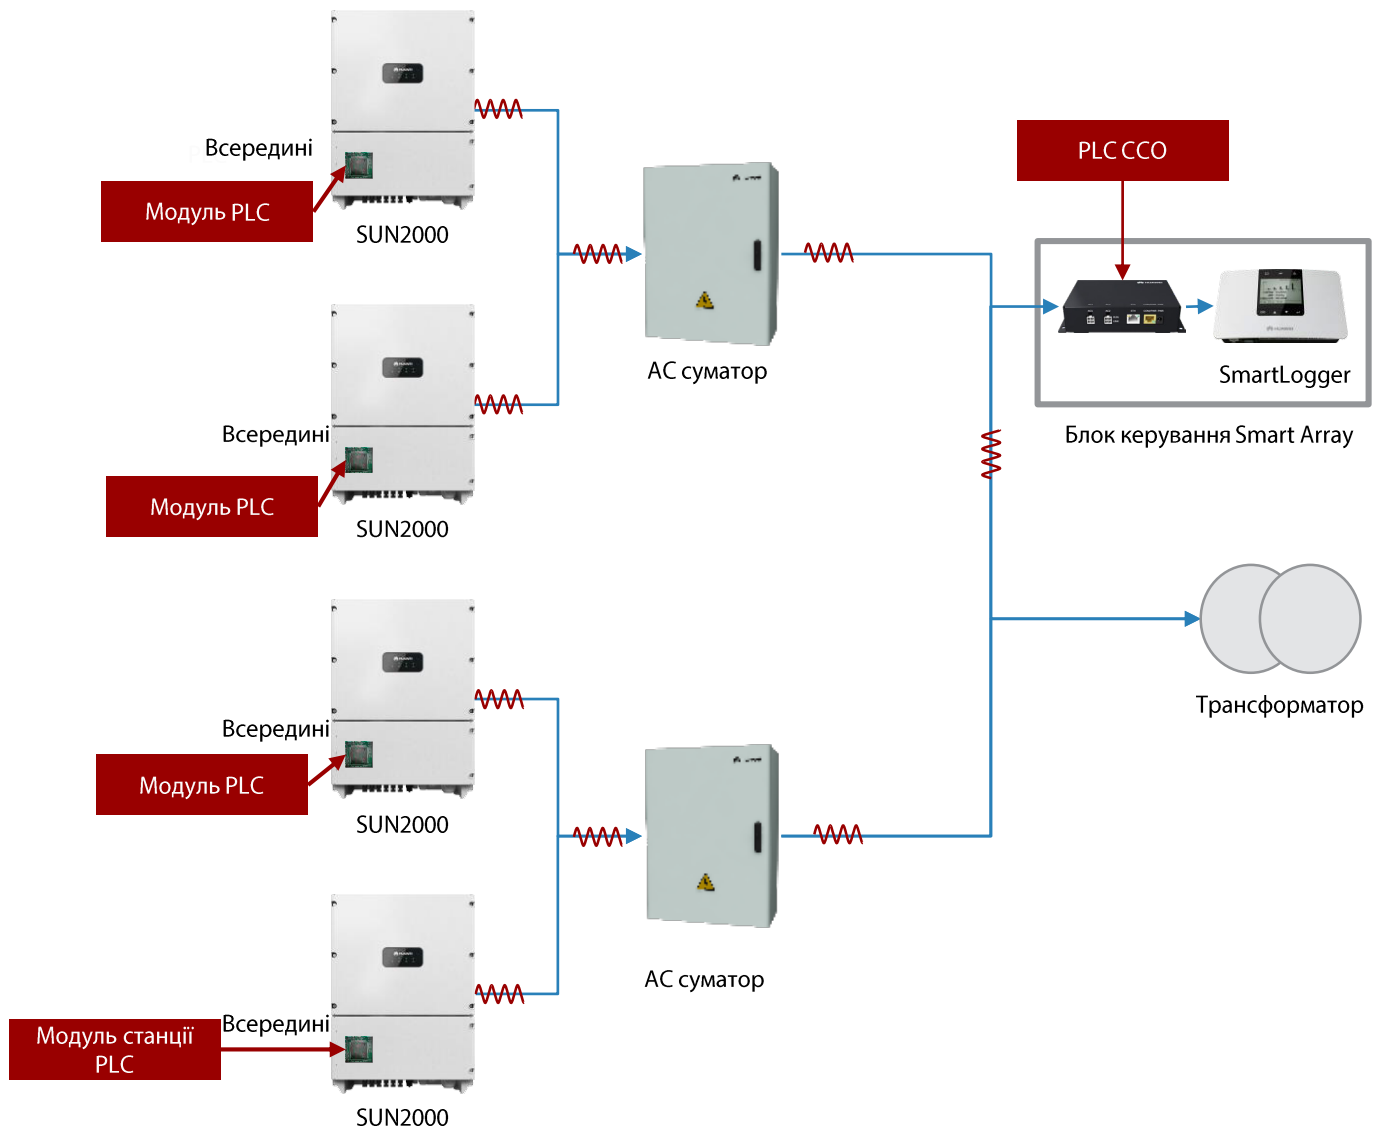 Всередині
Модуль PLC
SUN2000
PLC CCO
АС суматор
SmartLogger
Блок керування Smart Array
Всередині
Модуль PLC
SUN2000
Всередині
Модуль PLC
SUN2000
Трансформатор
АС суматор
Всередині
Модуль станції
PLC
SUN2000